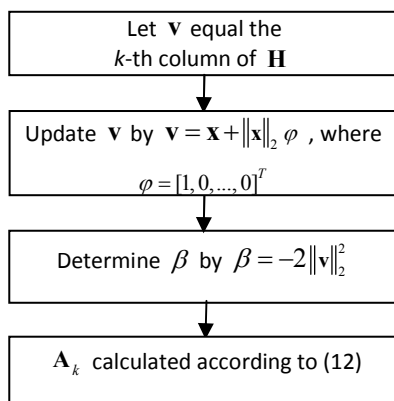 Let v equal the
k-th column of H
Update v by v = x + ‖x‖₂ φ , where
φ = [1, 0, ..., 0]ᵀ
Determine β by β = −2‖v‖₂²
Aₖ calculated according to (12)